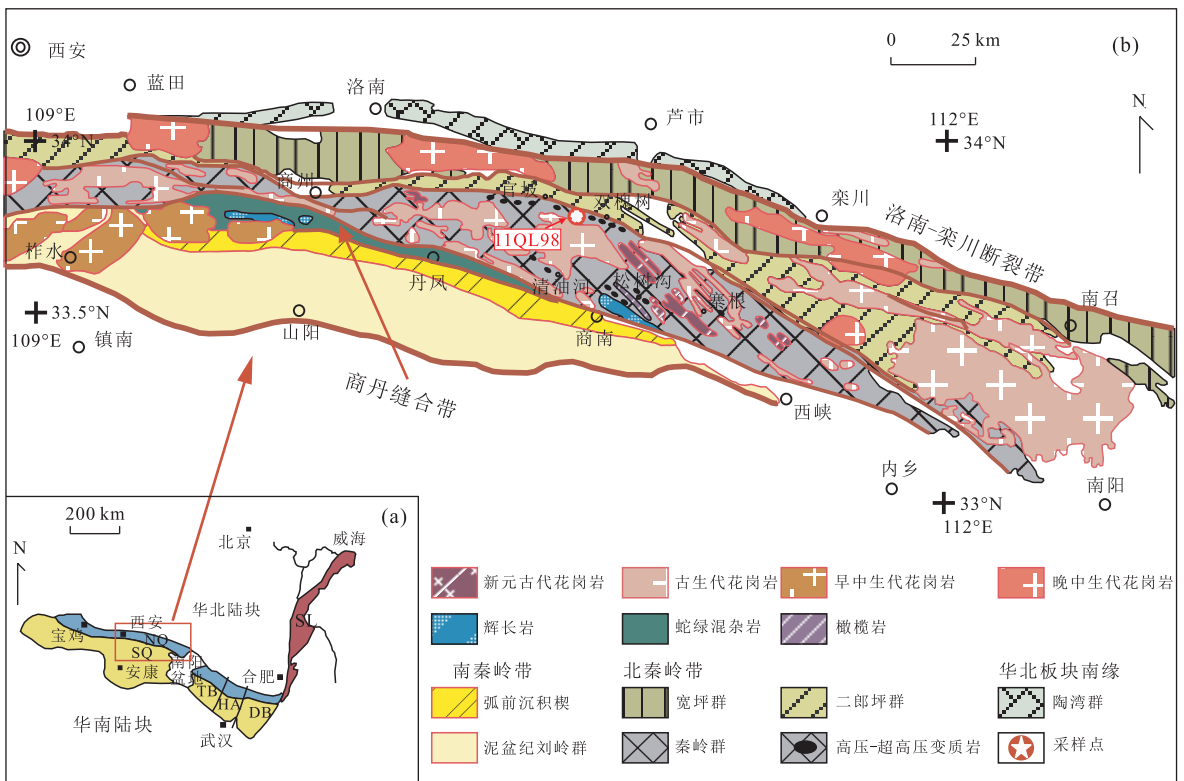 西安
0 25 km
(b)
蓝田
洛南
芦市
N
109°E
34°N
112°E
34°N
商州
官坡
双槐树
栾川
洛南–栾川断裂带
11QL98
柞水
丹凤
清油河
松树沟
寨根
南召
33.5°N
109°E
镇南
山阳
商南
商丹缝合带
西峡
内乡
33°N
112°E
南阳
200 km
(a)
N
北京
威海
西安
华北陆块
宝鸡
NQ
SQ
安康
南阳
盆地
合肥
TB
HA
DB
华南陆块
武汉
新元古代花岗岩
古生代花岗岩
早中生代花岗岩
晚中生代花岗岩
辉长岩
蛇绿混杂岩
橄榄岩
南秦岭带
北秦岭带
华北板块南缘
弧前沉积楔
宽坪群
二郎坪群
陶湾群
泥盆纪刘岭群
秦岭群
高压–超高压变质岩
采样点